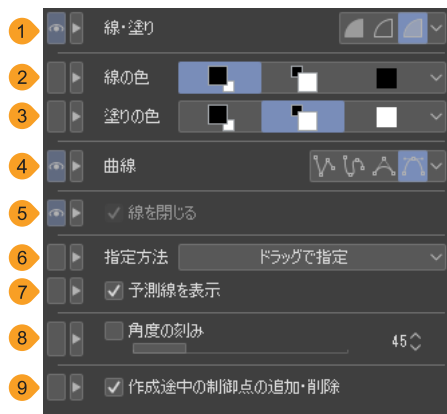 1 線・塗り
2 線の色
3 塗りの色
4 曲線
5 線を閉じる
6 指定方法 ドラッグで指定
7 予測線を表示
8 角度の刻み 45
9 作成途中の制御点の追加・削除